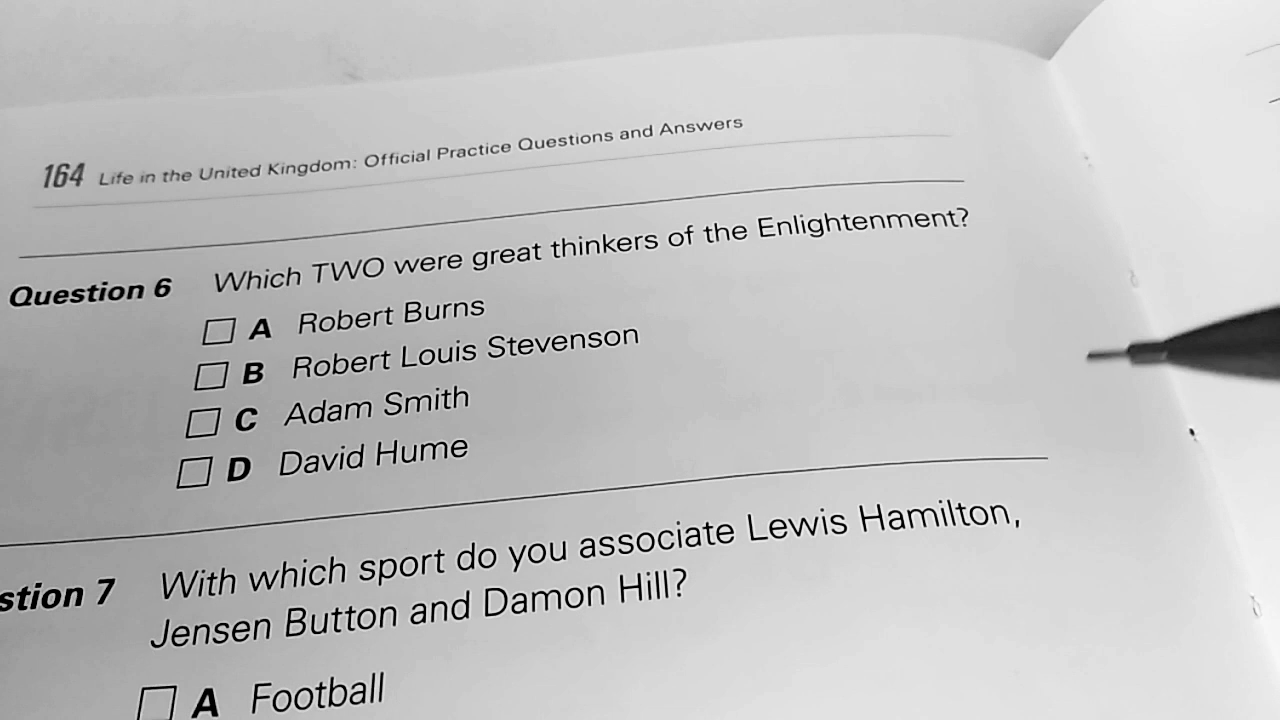 164 Life in the United Kingdom: Official Practice Questions and Answers
Question 6 Which TWO were great thinkers of the Enlightenment?
A Robert Burns
B Robert Louis Stevenson
C Adam Smith
D David Hume
stion 7 With which sport do you associate Lewis Hamilton,
Jensen Button and Damon Hill?
A Football